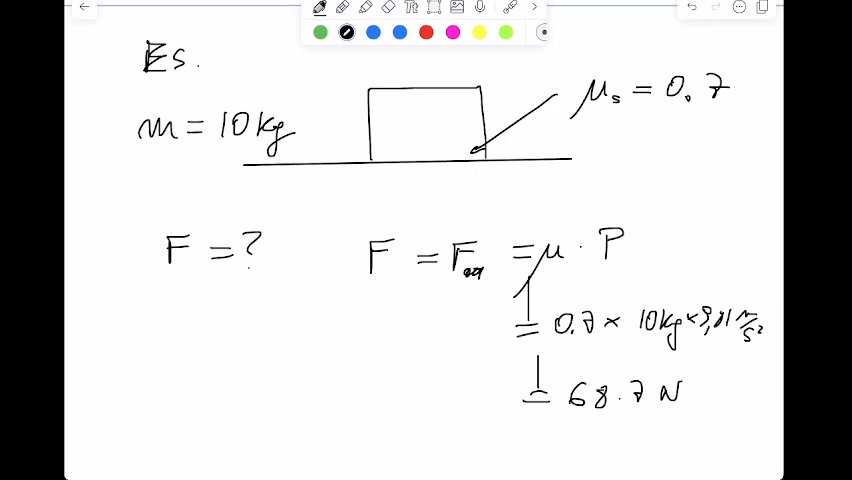 Es.
μs = 0.7
m = 10 kg
F = ?
F = F = μ · P
= 0.7 × 10 kg × 9,81 m/s²
= 68.7 N